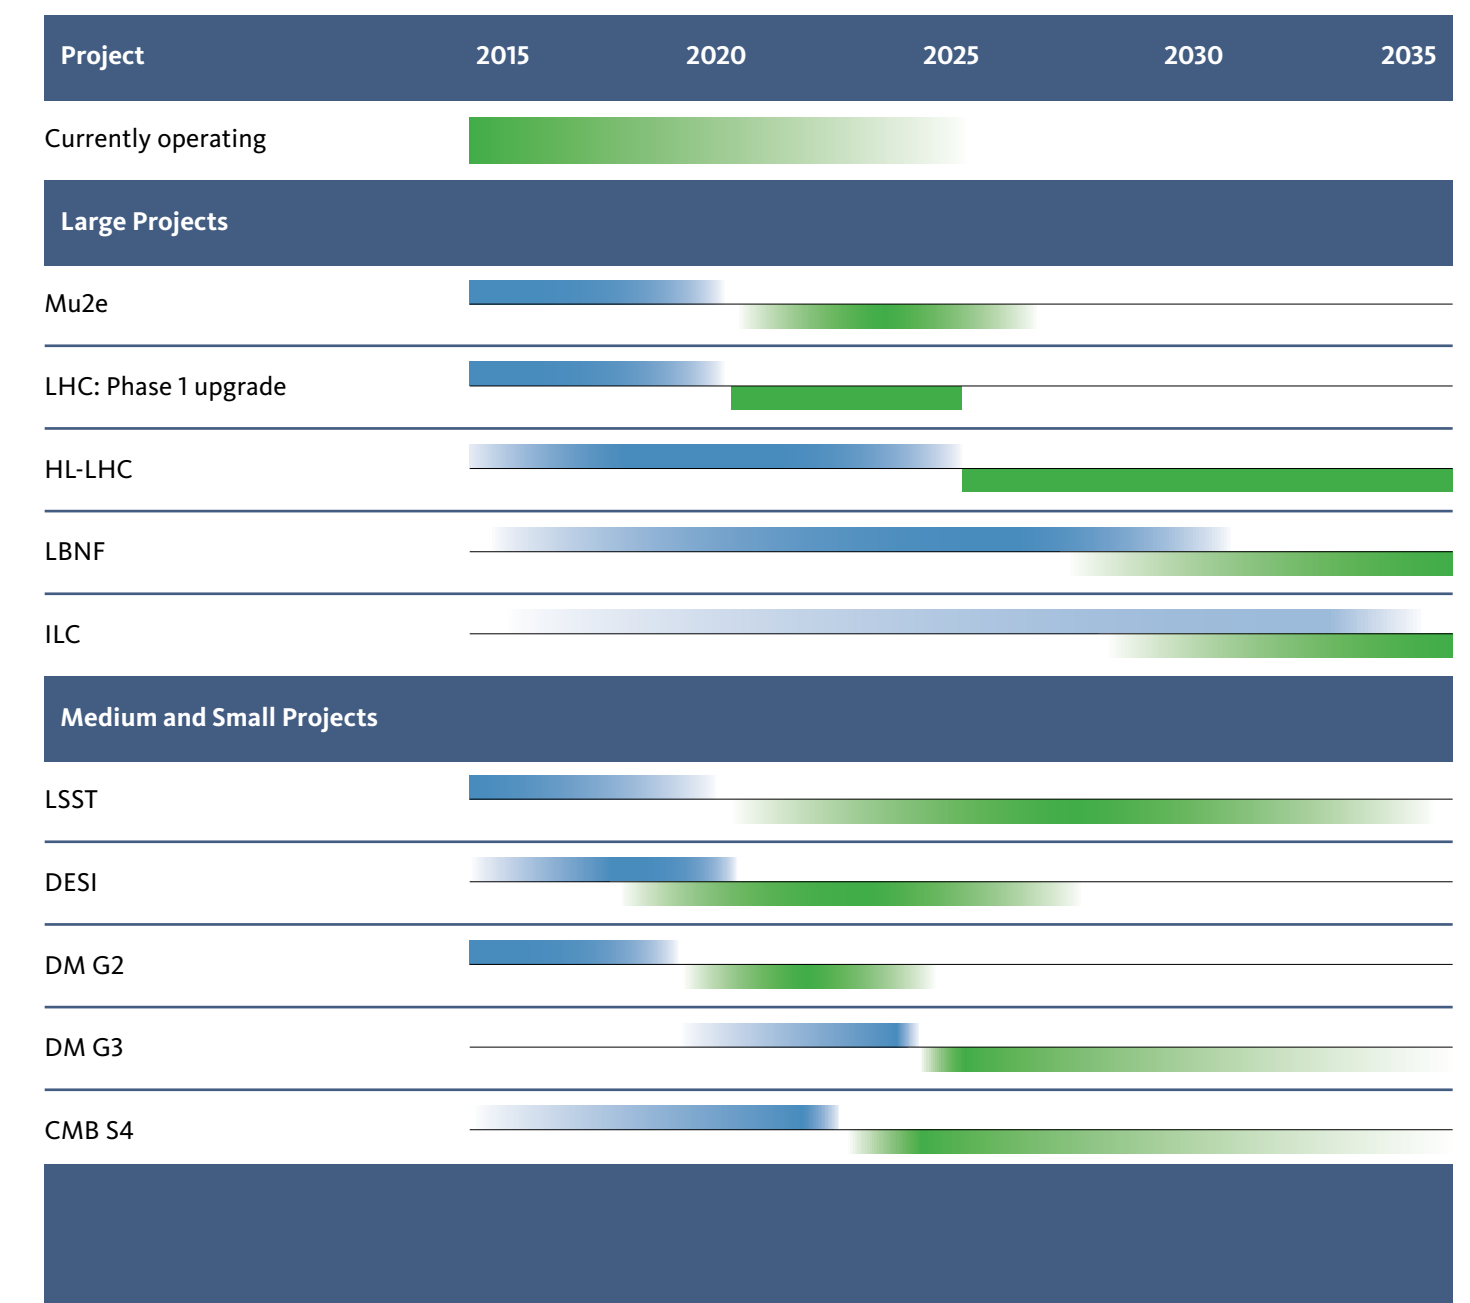 Project 2015 2020 2025 2030 2035
Currently operating
Large Projects
Mu2e
LHC: Phase 1 upgrade
HL-LHC
LBNF
ILC
Medium and Small Projects
LSST
DESI
DM G2
DM G3
CMB S4